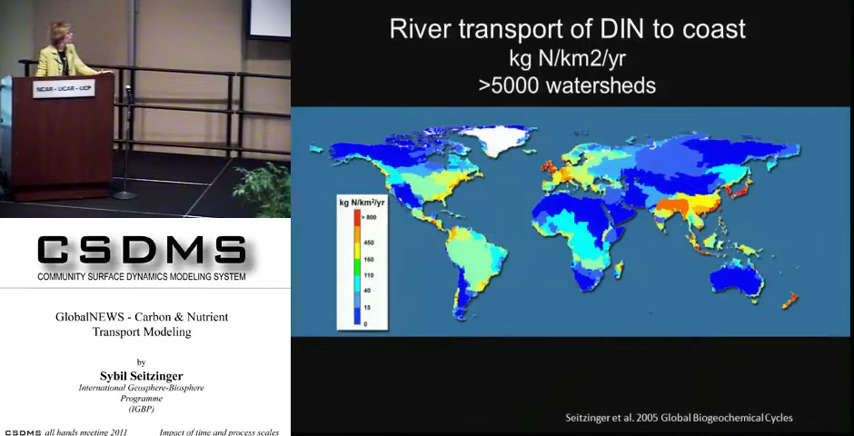 NCAR - UCAR - UCP
CSDMS
COMMUNITY SURFACE DYNAMICS MODELING SYSTEM
GlobalNEWS - Carbon & Nutrient
Transport Modeling
by
Sybil Seitzinger
International Geosphere-Biosphere
Programme
(IGBP)
CSDMS all hands meeting 2011 Impact of time and process scales
River transport of DIN to coast
kg N/km2/yr
>5000 watersheds
kg N/km²/yr
> 800
450
160
110
40
15
0
Seitzinger et al. 2005 Global Biogeochemical Cycles